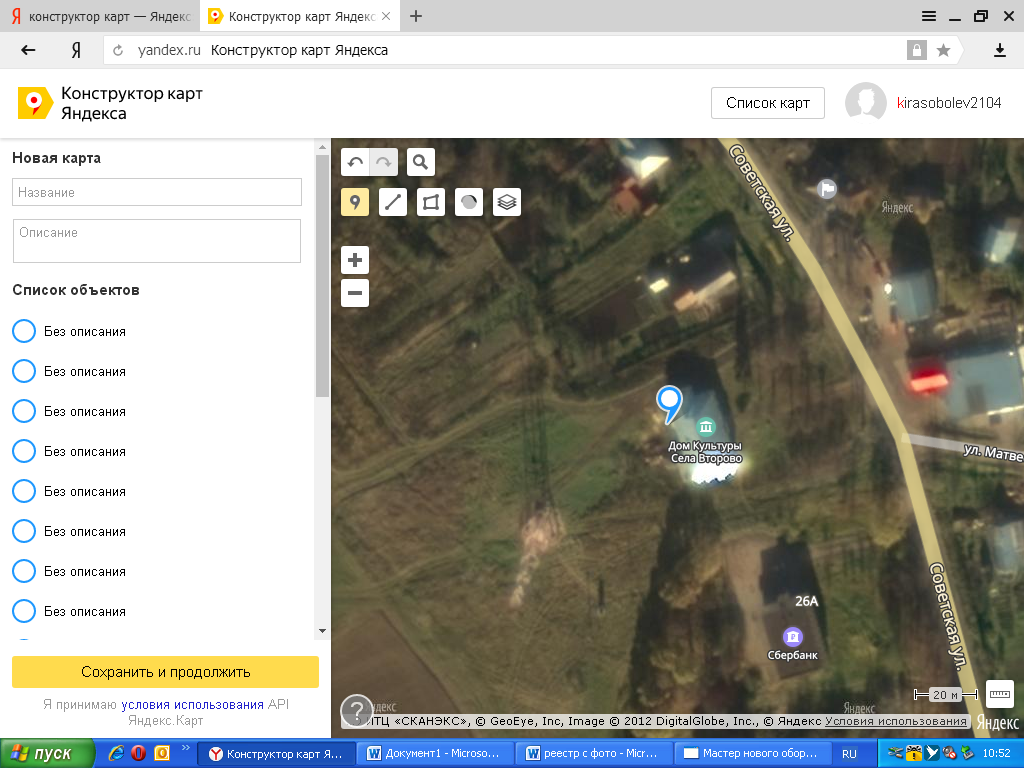 конструктор карт — Яндекс
Конструктор карт Яндекс
yandex.ru Конструктор карт Яндекса
Конструктор карт
Яндекса
Список карт
kirasobolev2104
Новая карта
Название
Описание
Список объектов
Без описания
Без описания
Без описания
Без описания
Без описания
Без описания
Без описания
Без описания
Сохранить и продолжить
Я принимаю условия использования API
Яндекс.Карт
Советская ул.
Яндекс
Дом Культуры
Села Второво
ул. Матве
26А
Сбербанк
Советская ул.
20 м
Яндекс
?
ИТЦ «СКАНЭКС», © GeoEye, Inc, Image © 2012 DigitalGlobe, Inc., © Яндекс Условия использования
Яндекс
пуск
Конструктор карт Я...
Документ1 - Microso...
реестр с фото - Micr...
Мастер нового обор...
RU
10:52